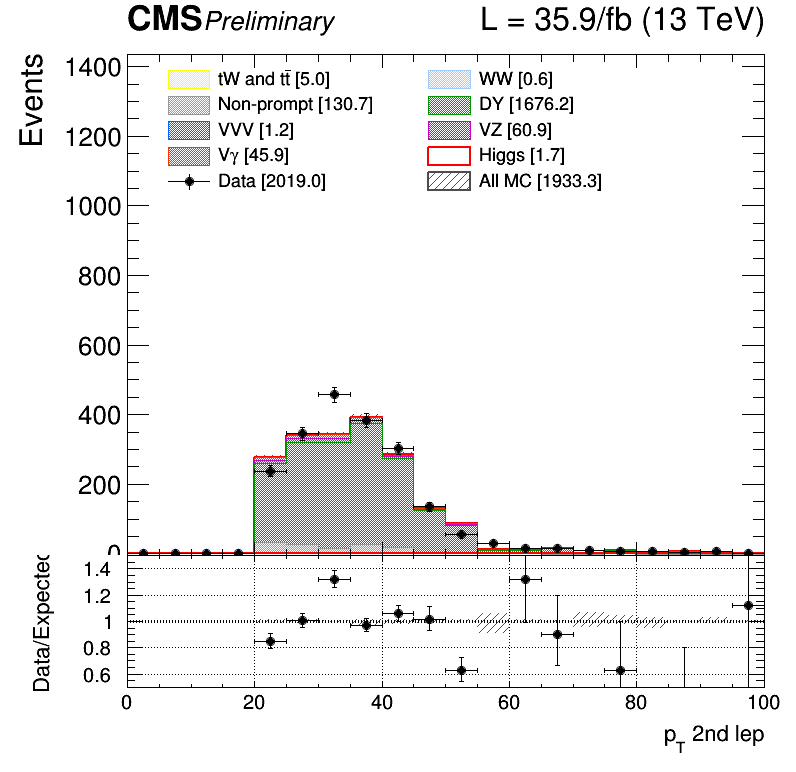 CMS Preliminary L = 35.9/fb (13 TeV)
Events
1400
1200
1000
800
600
400
200
0
tW and tt̄ [5.0]
Non-prompt [130.7]
VVV [1.2]
Vγ [45.9]
Data [2019.0]
WW [0.6]
DY [1676.2]
VZ [60.9]
Higgs [1.7]
All MC [1933.3]
Data/Expected
1.4
1.2
1
0.8
0.6
0 20 40 60 80 100
p_T 2nd lep